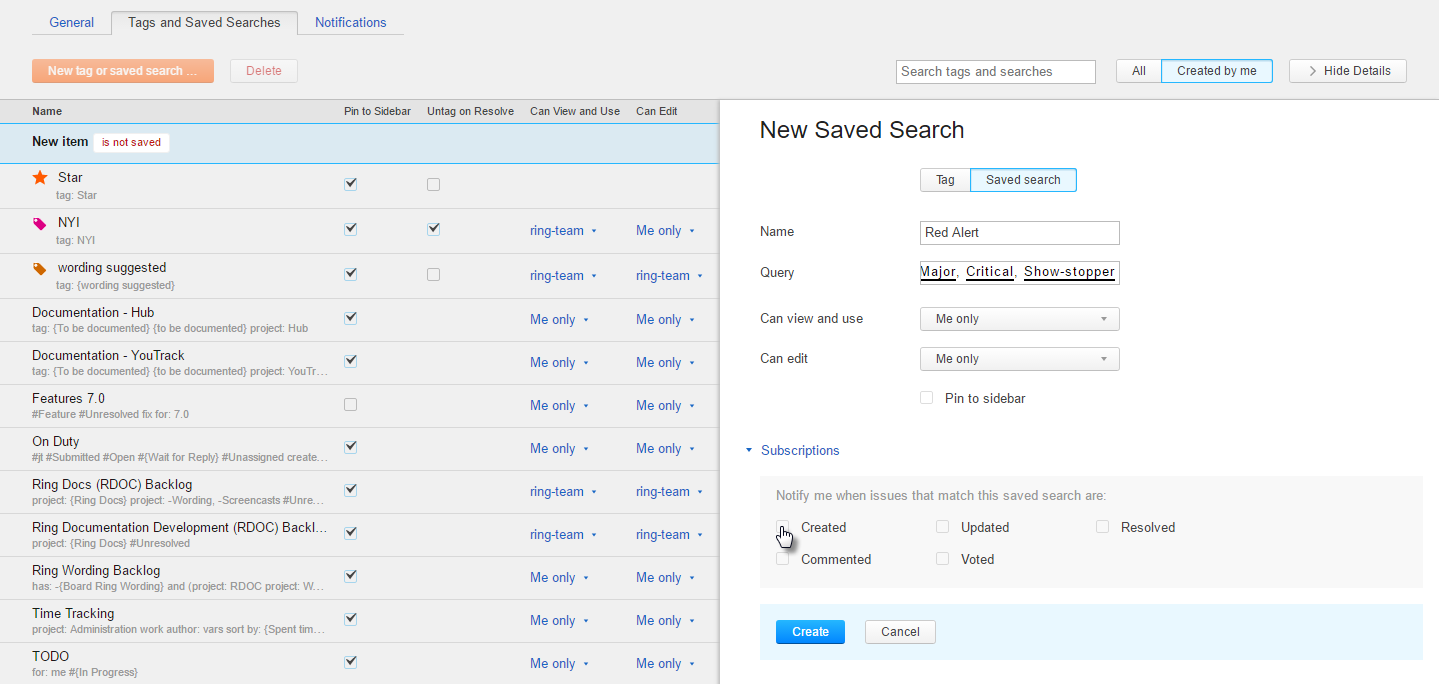 General Tags and Saved Searches Notifications
New tag or saved search ... Delete Search tags and searches All Created by me Hide Details
Name Pin to Sidebar Untag on Resolve Can View and Use Can Edit
New item is not saved
Star
tag: Star
NYI ring-team Me only
tag: NYI
wording suggested ring-team ring-team
tag: {wording suggested}
Documentation - Hub Me only Me only
tag: {To be documented} {to be documented} project: Hub
Documentation - YouTrack Me only Me only
tag: {To be documented} {to be documented} project: YouTr...
Features 7.0 Me only Me only
#Feature #Unresolved fix for: 7.0
On Duty Me only Me only
#jt #Submitted #Open #{Wait for Reply} #Unassigned create...
Ring Docs (RDOC) Backlog ring-team ring-team
project: {Ring Docs} project: -Wording, -Screencasts #Unre...
Ring Documentation Development (RDOC) Backl... ring-team ring-team
project: {Ring Docs} #Unresolved
Ring Wording Backlog Me only Me only
has: -{Board Ring Wording} and (project: RDOC project: W...
Time Tracking Me only Me only
project: Administration work author: vars sort by: {Spent tim...
TODO Me only Me only
for: me #{In Progress}
New Saved Search
Tag Saved search
Name Red Alert
Query Major, Critical, Show-stopper
Can view and use Me only
Can edit Me only
Pin to sidebar
Subscriptions
Notify me when issues that match this saved search are:
Created Updated Resolved
Commented Voted
Create Cancel